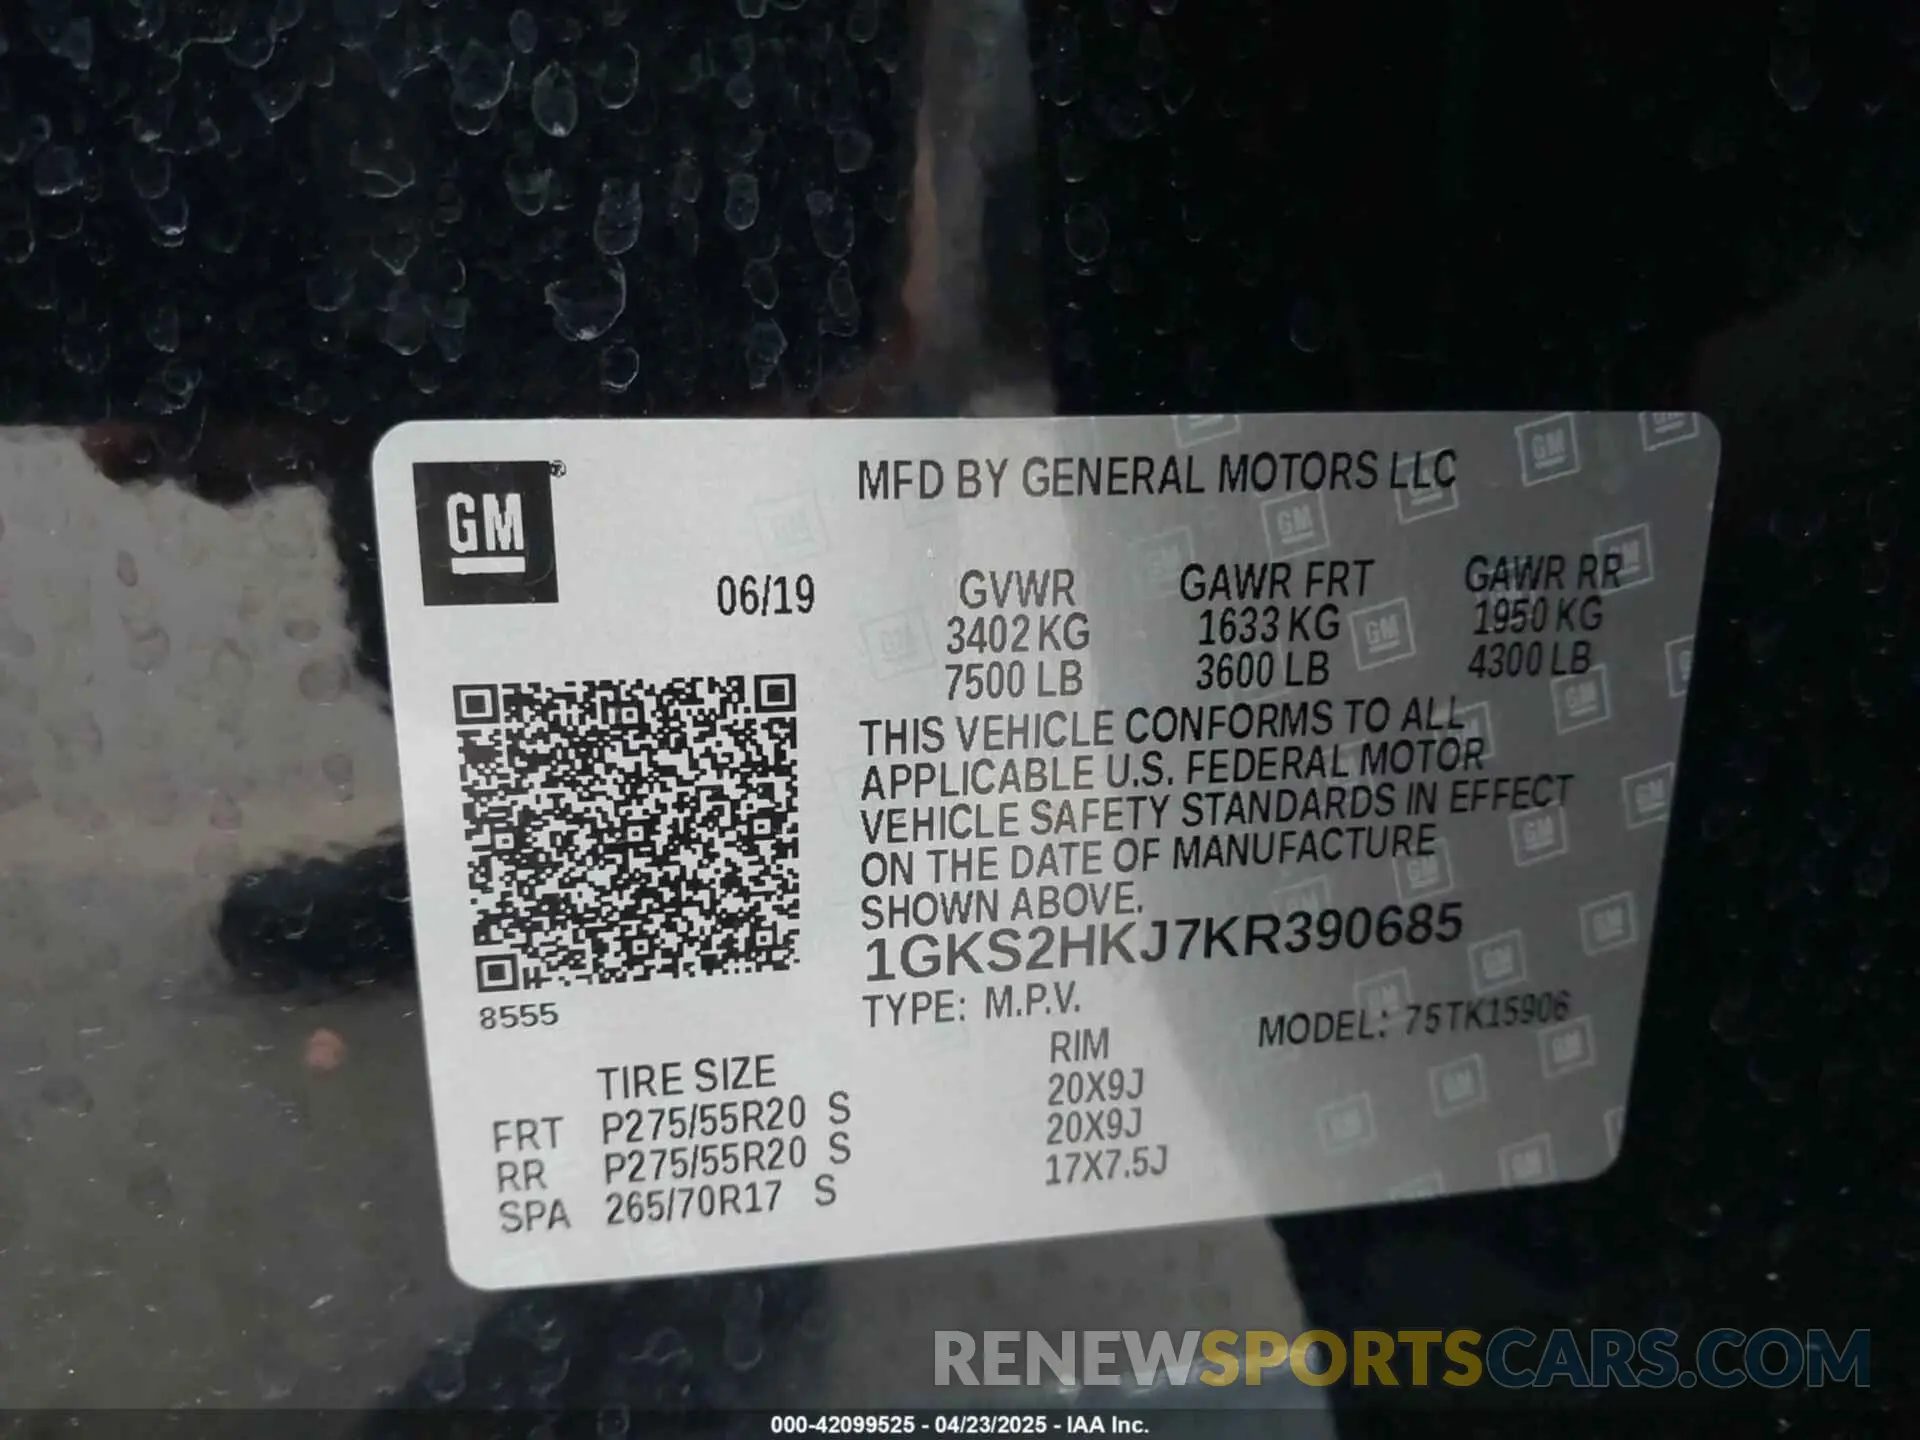 MFD BY GENERAL MOTORS LLC
GM®
06/19
GVWR GAWR FRT GAWR RR
3402 KG 1633 KG 1950 KG
7500 LB 3600 LB 4300 LB
THIS VEHICLE CONFORMS TO ALL
APPLICABLE U.S. FEDERAL MOTOR
VEHICLE SAFETY STANDARDS IN EFFECT
ON THE DATE OF MANUFACTURE
SHOWN ABOVE.
1GKS2HKJ7KR390685
8555
TYPE: M.P.V. MODEL: 75TK15906
TIRE SIZE RIM
FRT P275/55R20 S 20X9J
RR P275/55R20 S 20X9J
SPA 265/70R17 S 17X7.5J
RENEWSPORTSCARS.COM
000-42099525 - 04/23/2025 - IAA Inc.